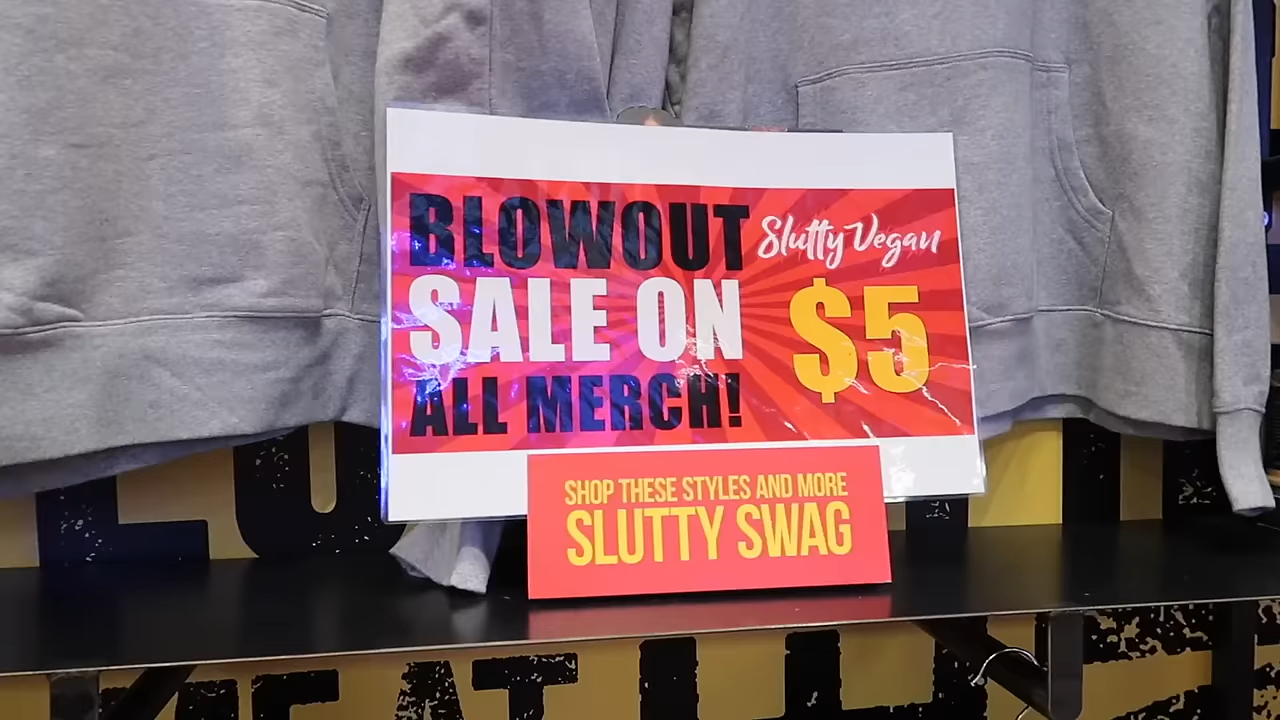 BLOWOUT
SALE ON
ALL MERCH!
Slutty Vegan
$5
SHOP THESE STYLES AND MORE
SLUTTY SWAG